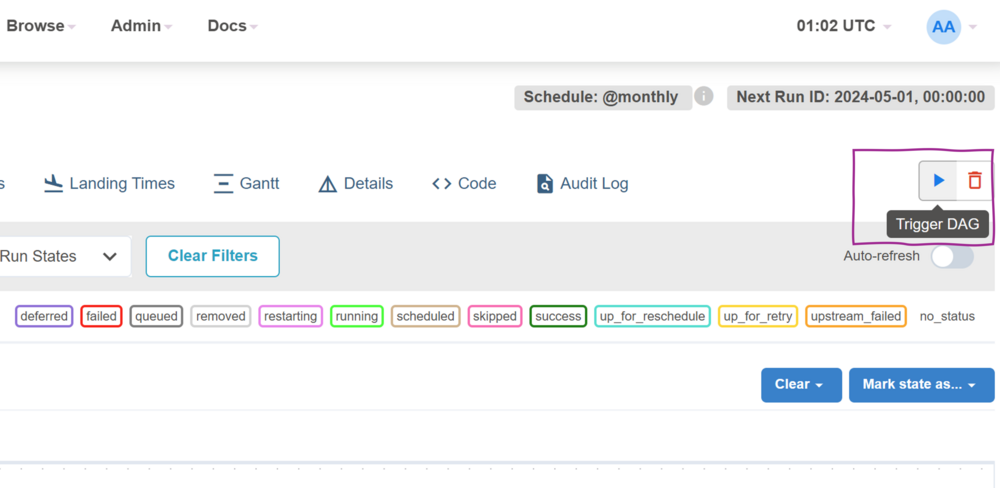 Browse Admin Docs 01:02 UTC AA
Schedule: @monthly i Next Run ID: 2024-05-01, 00:00:00
s Landing Times Gantt Details Code Audit Log
Trigger DAG
Run States Clear Filters Auto-refresh
deferred failed queued removed restarting running scheduled skipped success up_for_reschedule up_for_retry upstream_failed no_status
Clear Mark state as...